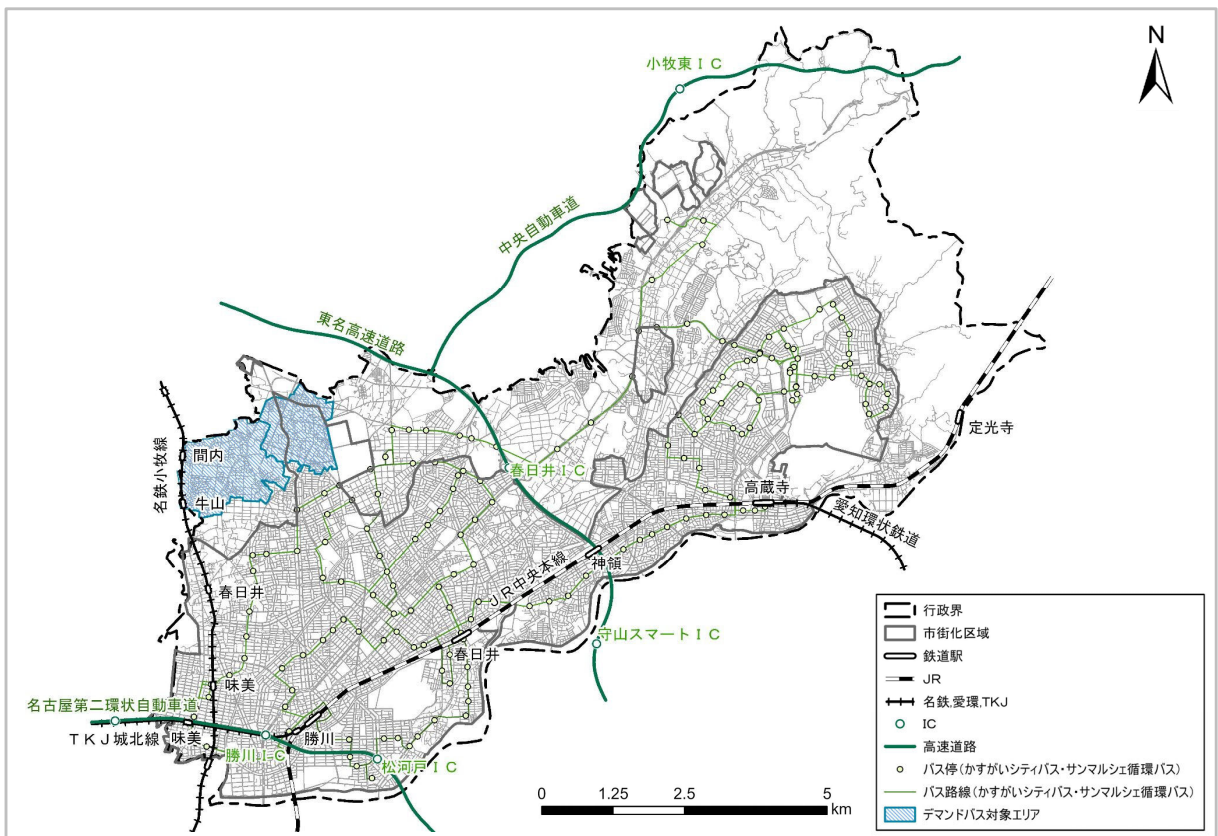 N
小牧東ＩＣ
中央自動車道
東名高速道路
名鉄小牧線
間内
牛山
春日井ＩＣ
定光寺
高蔵寺
愛知環状鉄道
ＪＲ中央本線
神領
春日井
守山スマートＩＣ
春日井
味美
名古屋第二環状自動車道
ＴＫＪ城北線
味美
勝川
勝川ＩＣ
松河戸ＩＣ
0 1.25 2.5 5
km
行政界
市街化区域
鉄道駅
JR
名鉄,愛環,TKJ
IC
高速道路
バス停(かすがいシティバス・サンマルシェ循環バス)
バス路線(かすがいシティバス・サンマルシェ循環バス)
デマンドバス対象エリア